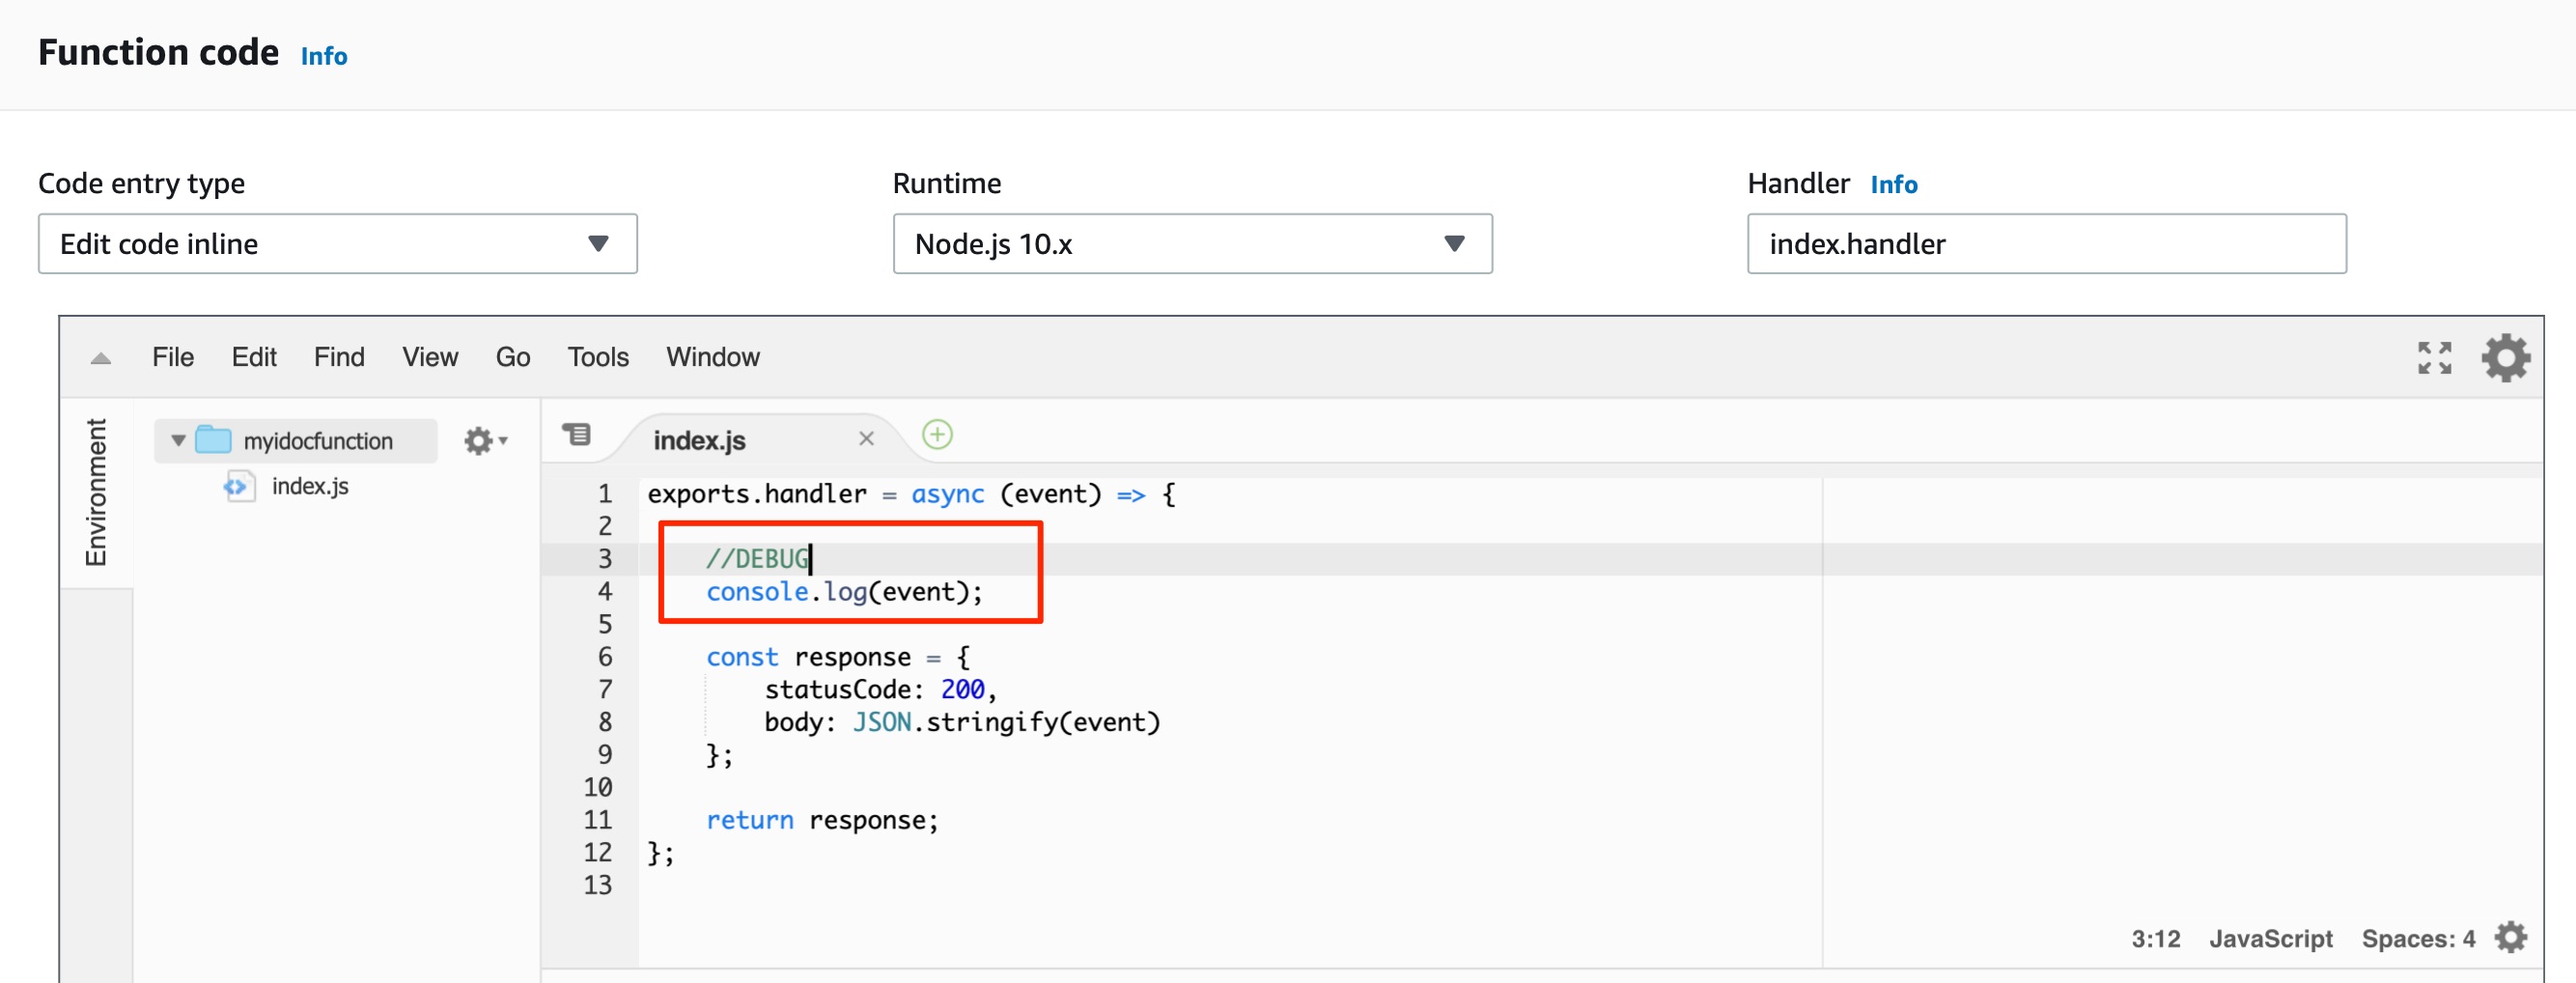 Function code Info
Code entry type
Runtime
Handler Info
Edit code inline
Node.js 10.x
index.handler
File Edit Find View Go Tools Window
Environment
myidocfunction
index.js
index.js
1 exports.handler = async (event) => {
2
3     //DEBUG
4     console.log(event);
5
6     const response = {
7         statusCode: 200,
8         body: JSON.stringify(event)
9     };
10
11     return response;
12 };
13
3:12 JavaScript Spaces: 4